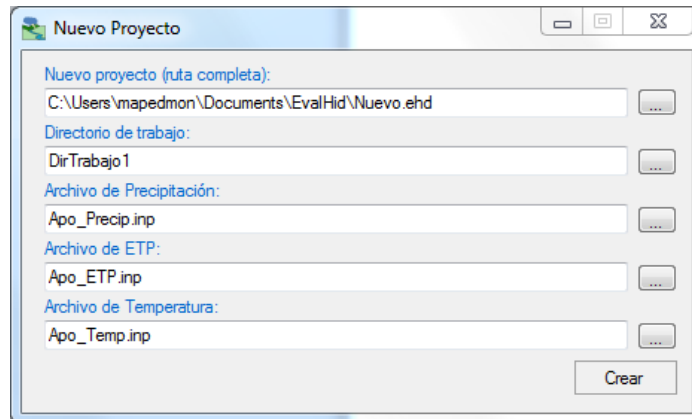 Nuevo Proyecto
Nuevo proyecto (ruta completa):
C:\Users\mapedmon\Documents\EvalHid\Nuevo.ehd
...
Directorio de trabajo:
DirTrabajo1
...
Archivo de Precipitación:
Apo_Precip.inp
...
Archivo de ETP:
Apo_ETP.inp
...
Archivo de Temperatura:
Apo_Temp.inp
...
Crear